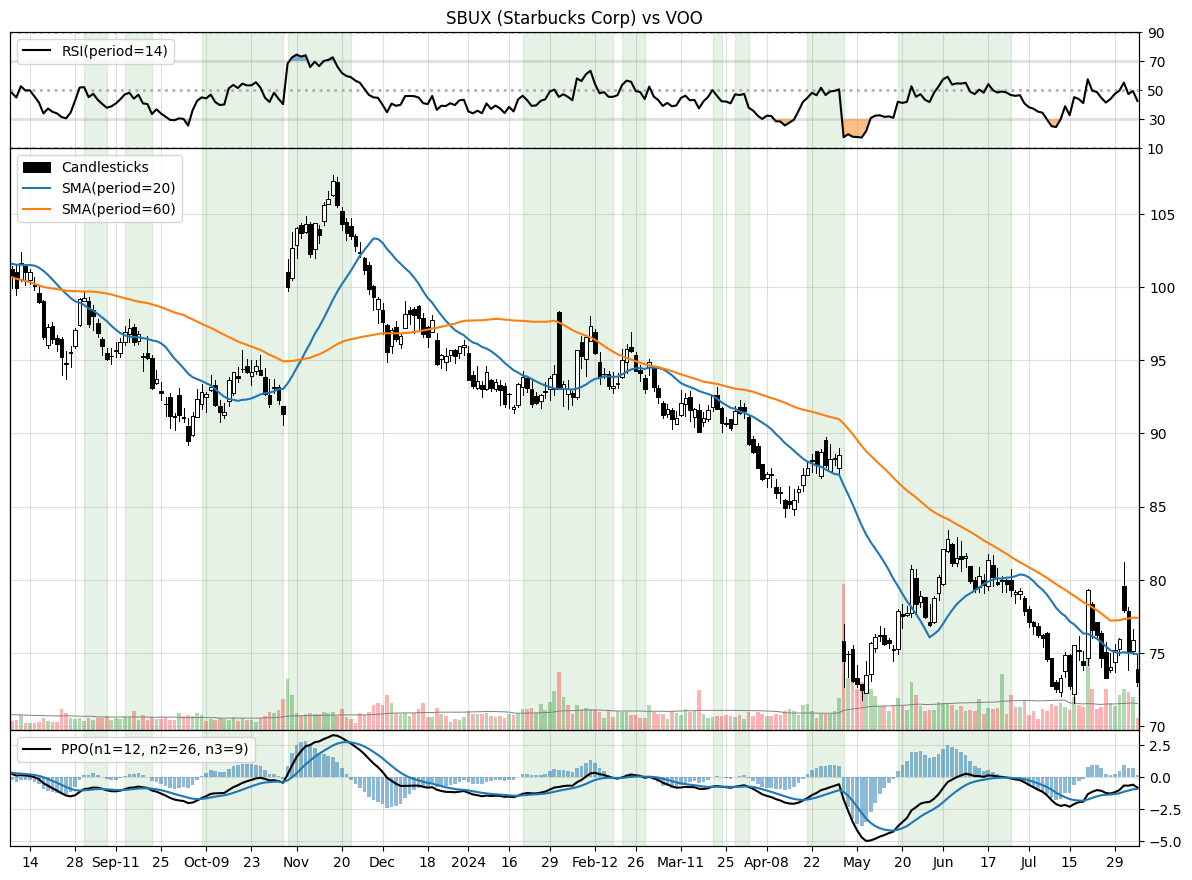 SBUX (Starbucks Corp) vs VOO
RSI(period=14)
90
70
50
30
10
Candlesticks
SMA(period=20)
SMA(period=60)
105
100
95
90
85
80
75
70
PPO(n1=12, n2=26, n3=9)
2.5
0.0
−2.5
−5.0
14 28 Sep-11 25 Oct-09 23 Nov 20 Dec 18 2024 16 29 Feb-12 26 Mar-11 25 Apr-08 22 May 20 Jun 17 Jul 15 29